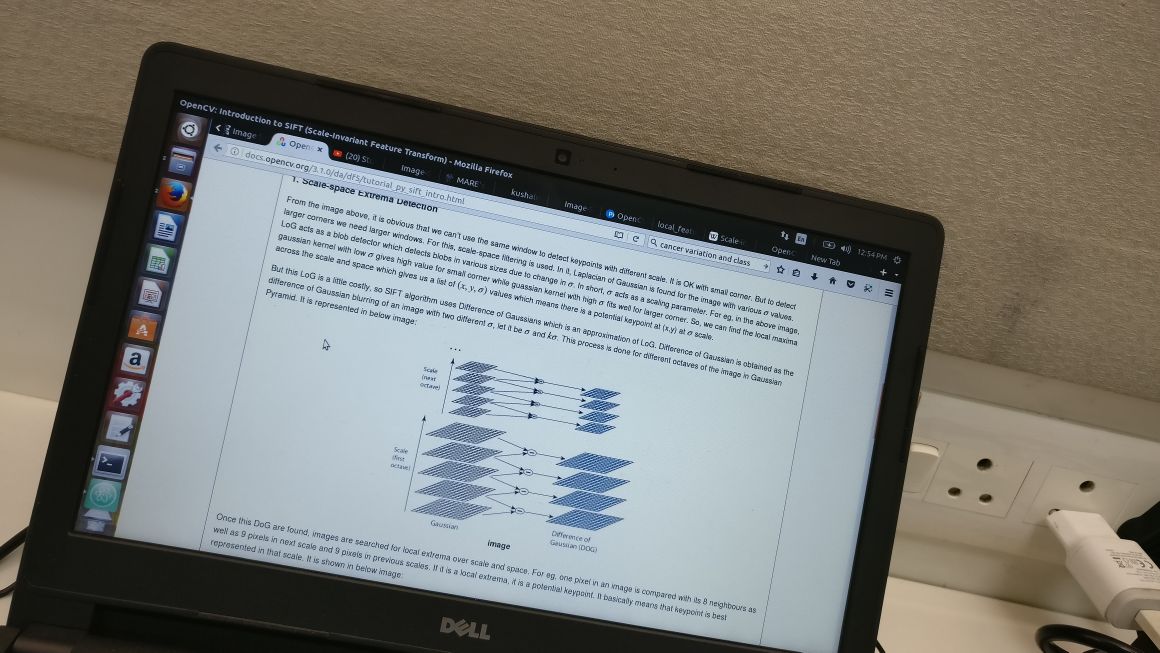 OpenCV: Introduction to SIFT (Scale-Invariant Feature Transform) - Mozilla Firefox
En
12:54 PM
Image
Open
(20) St
Image
MARE
kusha
Image
OpenC
local_feat
Scale
Openc
New Tab
docs.opencv.org/3.1.0/da/df5/tutorial_py_sift_intro.html
cancer variation and class
1. Scale-space Extrema Detection
From the image above, it is obvious that we can't use the same window to detect keypoints with different scale. It is OK with small corner. But to detect
larger corners we need larger windows. For this, scale-space filtering is used. In it, Laplacian of Gaussian is found for the image with various σ values.
LoG acts as a blob detector which detects blobs in various sizes due to change in σ. In short, σ acts as a scaling parameter. For eg, in the above image,
gaussian kernel with low σ gives high value for small corner while guassian kernel with high σ fits well for larger corner. So, we can find the local maxima
across the scale and space which gives us a list of (x, y, σ) values which means there is a potential keypoint at (x,y) at σ scale.
But this LoG is a little costly, so SIFT algorithm uses Difference of Gaussians which is an approximation of LoG. Difference of Gaussian is obtained as the
difference of Gaussian blurring of an image with two different σ, let it be σ and kσ. This process is done for different octaves of the image in Gaussian
Pyramid. It is represented in below image:
...
Scale
(next
octave)
Scale
(first
octave)
Gaussian
Difference of
Gaussian (DOG)
image
Once this DoG are found, images are searched for local extrema over scale and space. For eg, one pixel in an image is compared with its 8 neighbours as
well as 9 pixels in next scale and 9 pixels in previous scales. If it is a local extrema, it is a potential keypoint. It basically means that keypoint is best
represented in that scale. It is shown in below image:
DELL